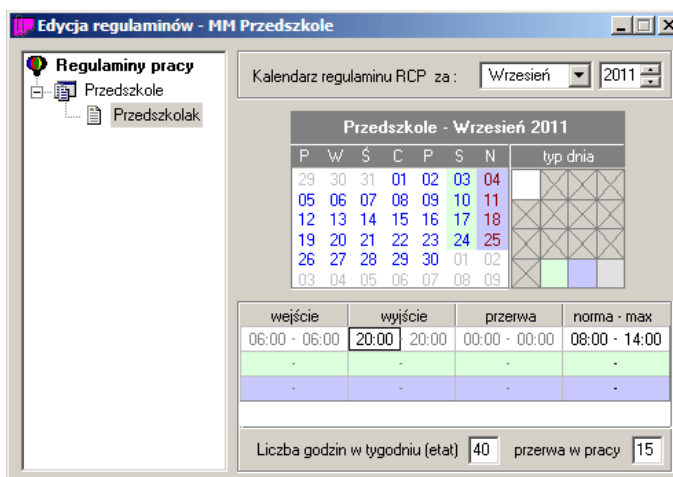 Edycja regulaminów - MM Przedszkole
Regulaminy pracy
Przedszkole
Przedszkolak
Kalendarz regulaminu RCP za : Wrzesień 2011
Przedszkole - Wrzesień 2011
P W Ś C P S N typ dnia
29 30 31 01 02 03 04
05 06 07 08 09 10 11
12 13 14 15 16 17 18
19 20 21 22 23 24 25
26 27 28 29 30 01 02
03 04 05 06 07 08 09
wejście wyjście przerwa norma - max
06:00 - 06:00 20:00 - 20:00 00:00 - 00:00 08:00 - 14:00
- - - -
- - - -
Liczba godzin w tygodniu (etat) 40 przerwa w pracy 15